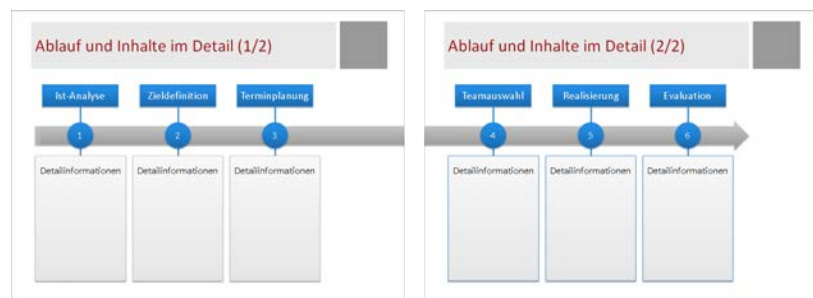 Ablauf und Inhalte im Detail (1/2)
Ist-Analyse
Zieldefinition
Terminplanung
1
2
3
Detailinformationen
Detailinformationen
Detailinformationen
Ablauf und Inhalte im Detail (2/2)
Teamauswahl
Realisierung
Evaluation
4
5
6
Detailinformationen
Detailinformationen
Detailinformationen